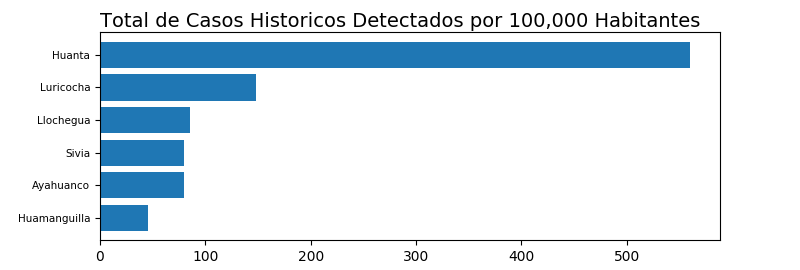 Total de Casos Historicos Detectados por 100,000 Habitantes
Huanta
Luricocha
Llochegua
Sivia
Ayahuanco
Huamanguilla
0 100 200 300 400 500